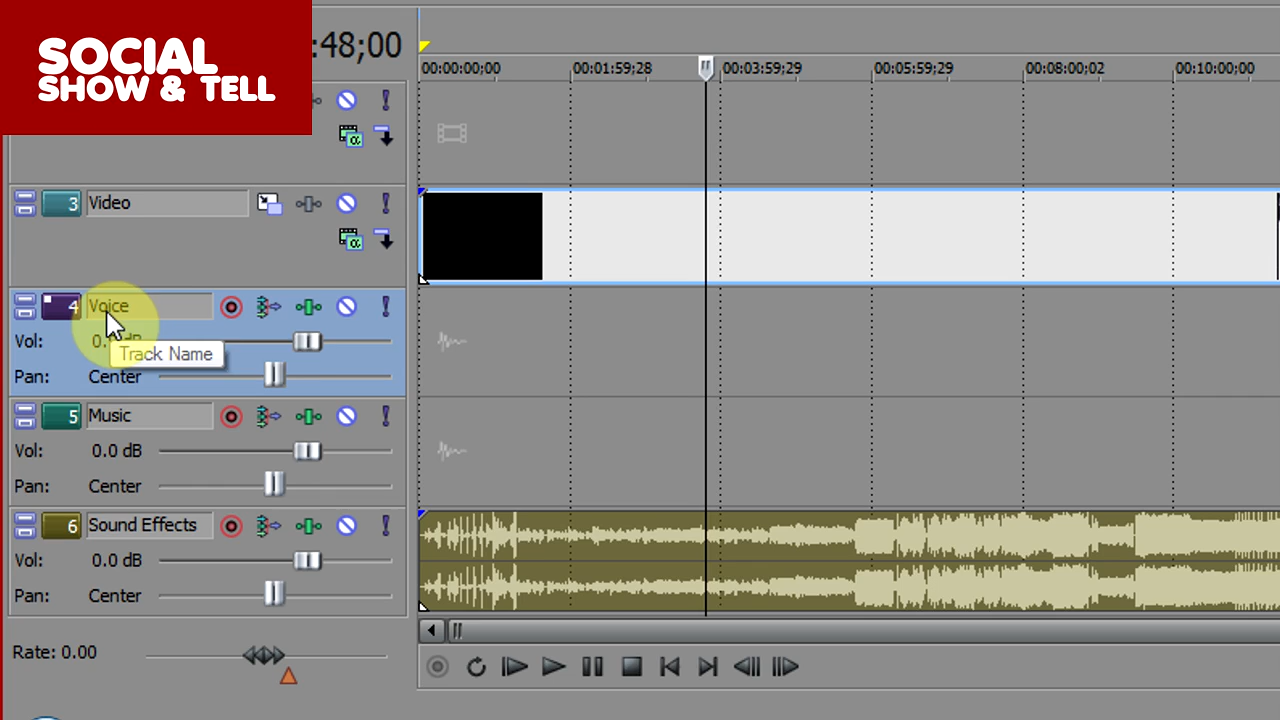 SOCIAL
SHOW & TELL
:48;00
00:00:00;00
00:01:59;28
00:03:59;29
00:05:59;29
00:08:00;02
00:10:00;00
3
Video
4
Voice
Vol:
Track Name
Pan:
Center
5
Music
Vol:
0.0 dB
Pan:
Center
6
Sound Effects
Vol:
0.0 dB
Pan:
Center
Rate: 0.00